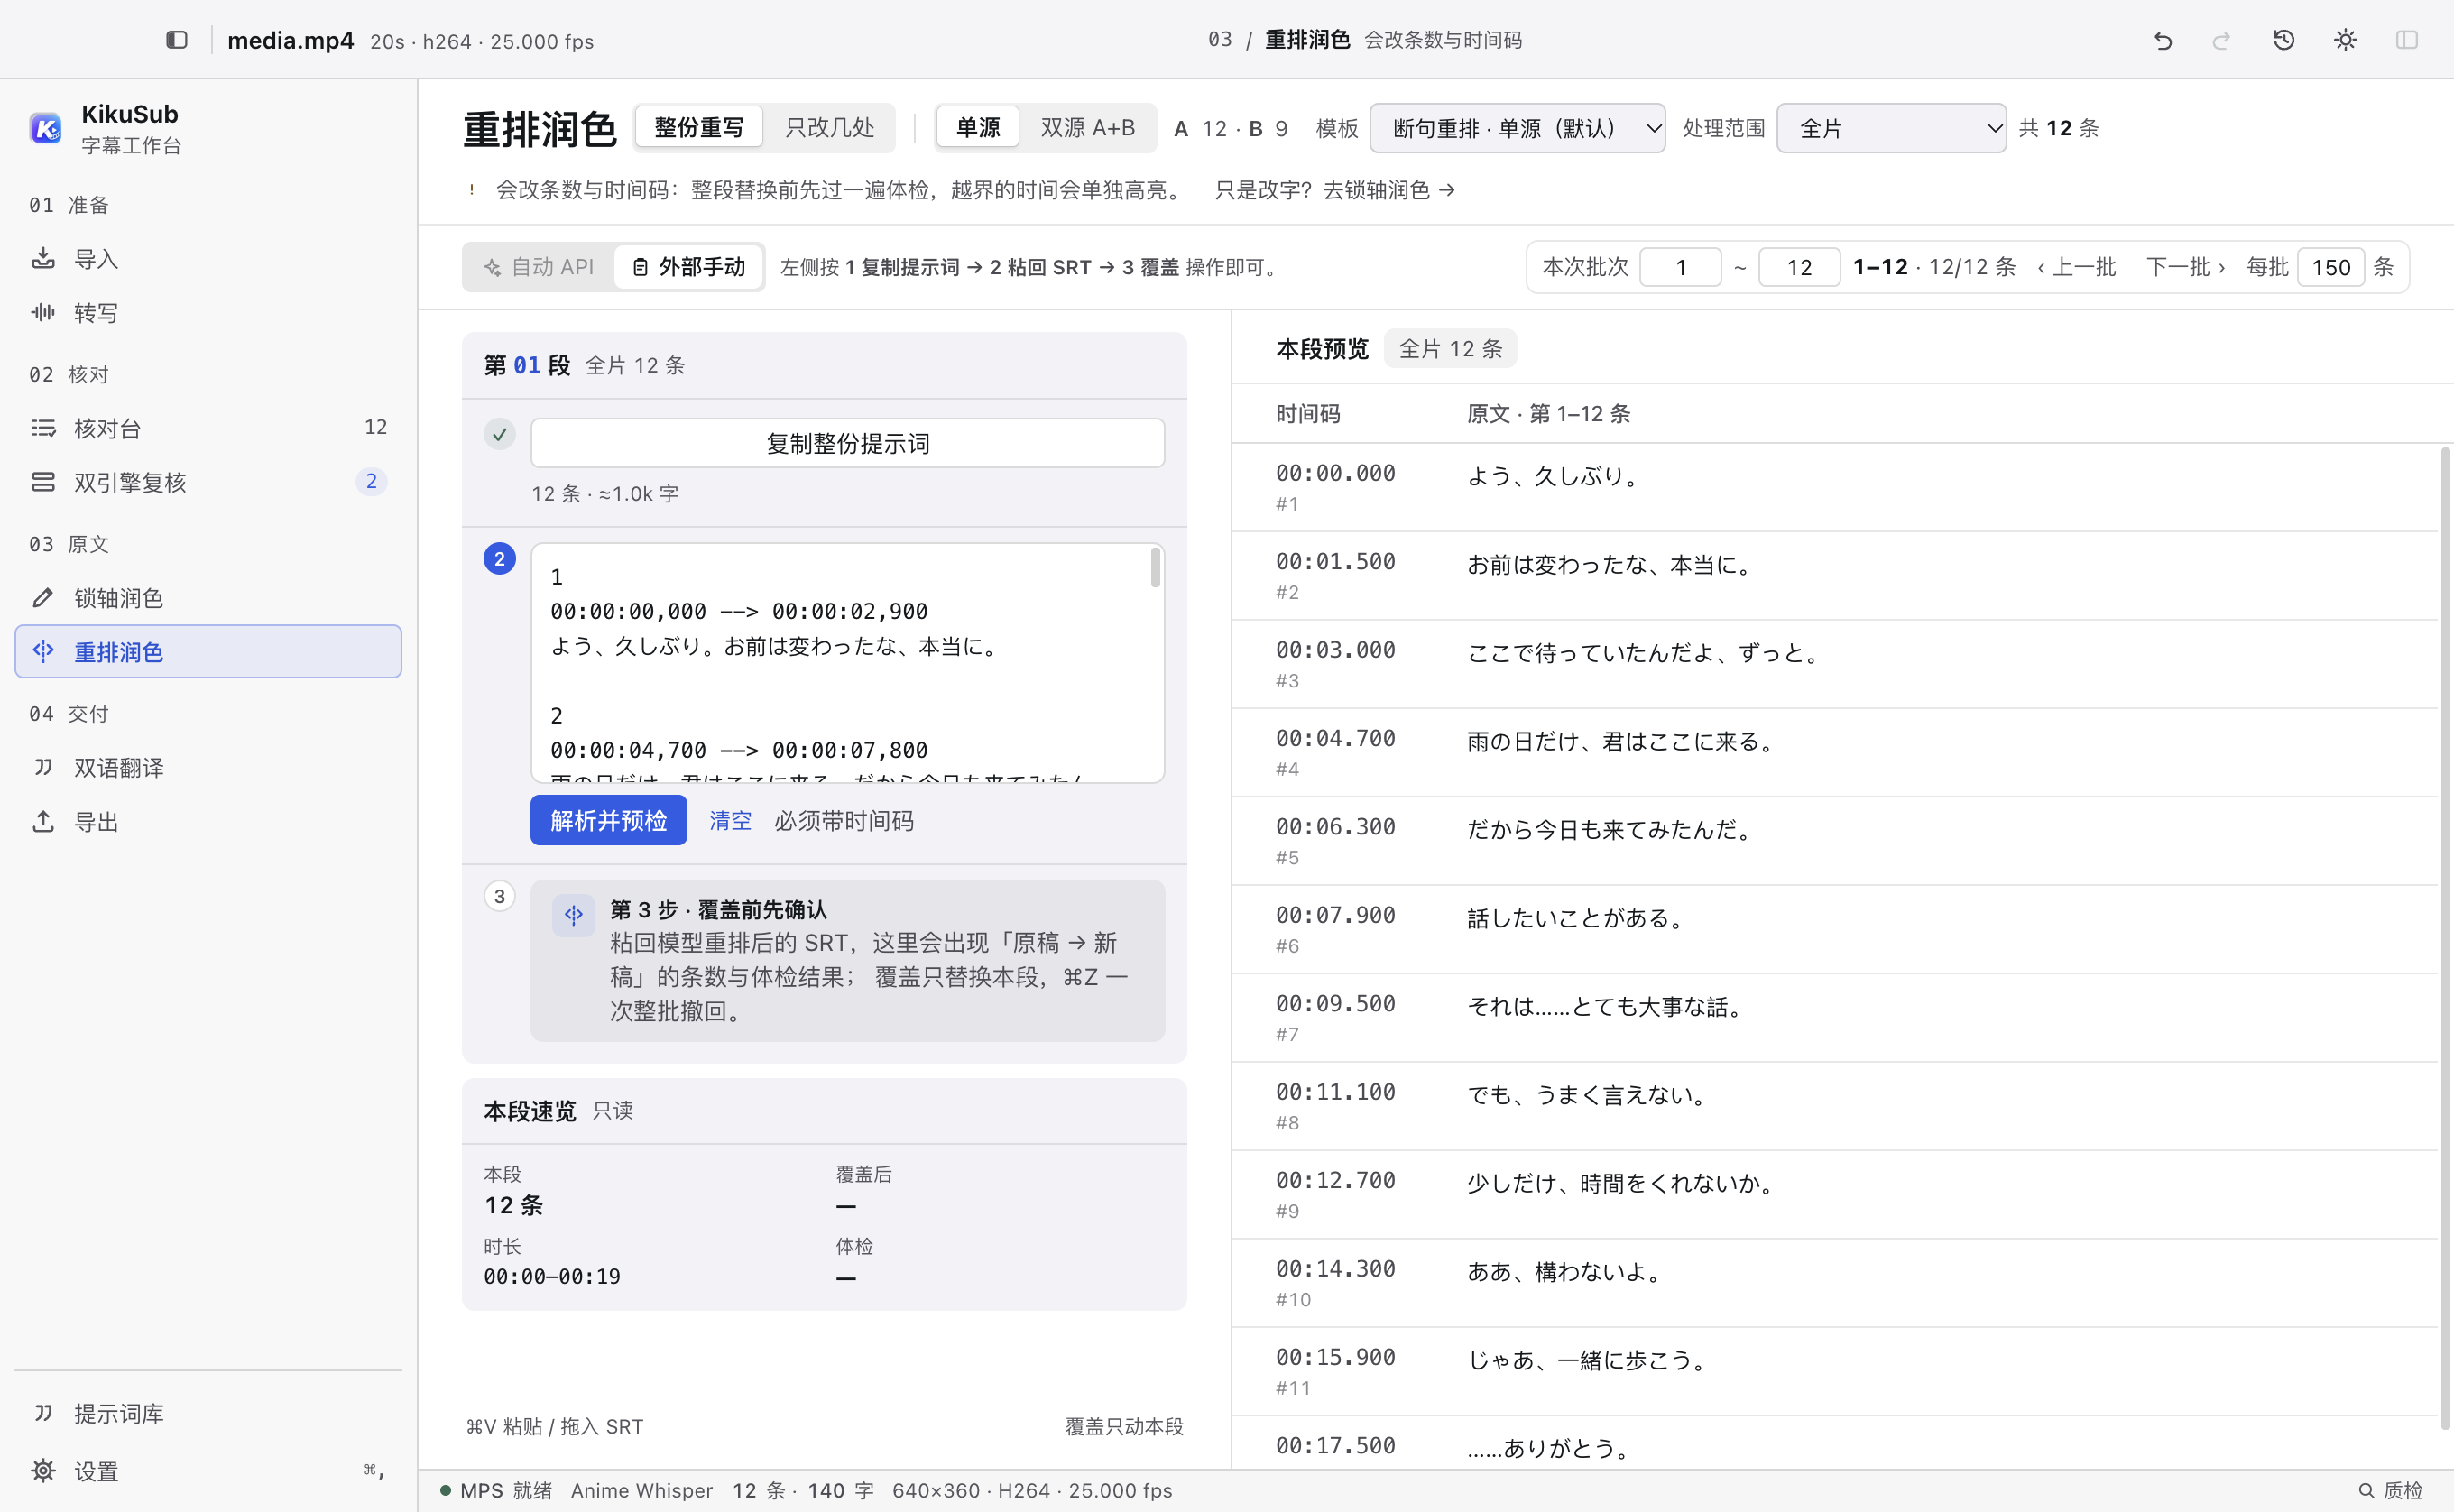 media.mp4 20s · h264 · 25.000 fps
03 / 重排润色 会改条数与时间码
KikuSub
字幕工作台
01 准备
导入
转写
02 核对
核对台 12
双引擎复核 2
03 原文
锁轴润色
重排润色
04 交付
双语翻译
导出
提示词库
设置 ⌘,
重排润色 整份重写 只改几处 单源 双源 A+B A 12 · B 9 模板 断句重排 · 单源（默认） 处理范围 全片 共 12 条
! 会改条数与时间码：整段替换前先过一遍体检，越界的时间会单独高亮。 只是改字？去锁轴润色 →
自动 API 外部手动 左侧按 1 复制提示词 → 2 粘回 SRT → 3 覆盖 操作即可。
本次批次 1 ~ 12 1–12 · 12/12 条 ‹ 上一批 下一批 › 每批 150 条
第 01 段 全片 12 条
复制整份提示词
12 条 · ≈1.0k 字
2
1
00:00:00,000 --> 00:00:02,900
よう、久しぶり。お前は変わったな、本当に。
2
00:00:04,700 --> 00:00:07,800
雨の日だけ、君はここに来る。だから今日も来てみたん
解析并预检 清空 必须带时间码
3
第 3 步 · 覆盖前先确认
粘回模型重排后的 SRT，这里会出现「原稿 → 新
稿」的条数与体检结果； 覆盖只替换本段，⌘Z 一
次整批撤回。
本段速览 只读
本段 覆盖后
12 条 —
时长 体检
00:00–00:19 —
⌘V 粘贴 / 拖入 SRT 覆盖只动本段
本段预览 全片 12 条
时间码 原文 · 第 1–12 条
00:00.000 よう、久しぶり。
#1
00:01.500 お前は変わったな、本当に。
#2
00:03.000 ここで待っていたんだよ、ずっと。
#3
00:04.700 雨の日だけ、君はここに来る。
#4
00:06.300 だから今日も来てみたんだ。
#5
00:07.900 話したいことがある。
#6
00:09.500 それは……とても大事な話。
#7
00:11.100 でも、うまく言えない。
#8
00:12.700 少しだけ、時間をくれないか。
#9
00:14.300 ああ、構わないよ。
#10
00:15.900 じゃあ、一緒に歩こう。
#11
00:17.500 ……ありがとう。
MPS 就绪 Anime Whisper 12 条 · 140 字 640×360 · H264 · 25.000 fps 质检